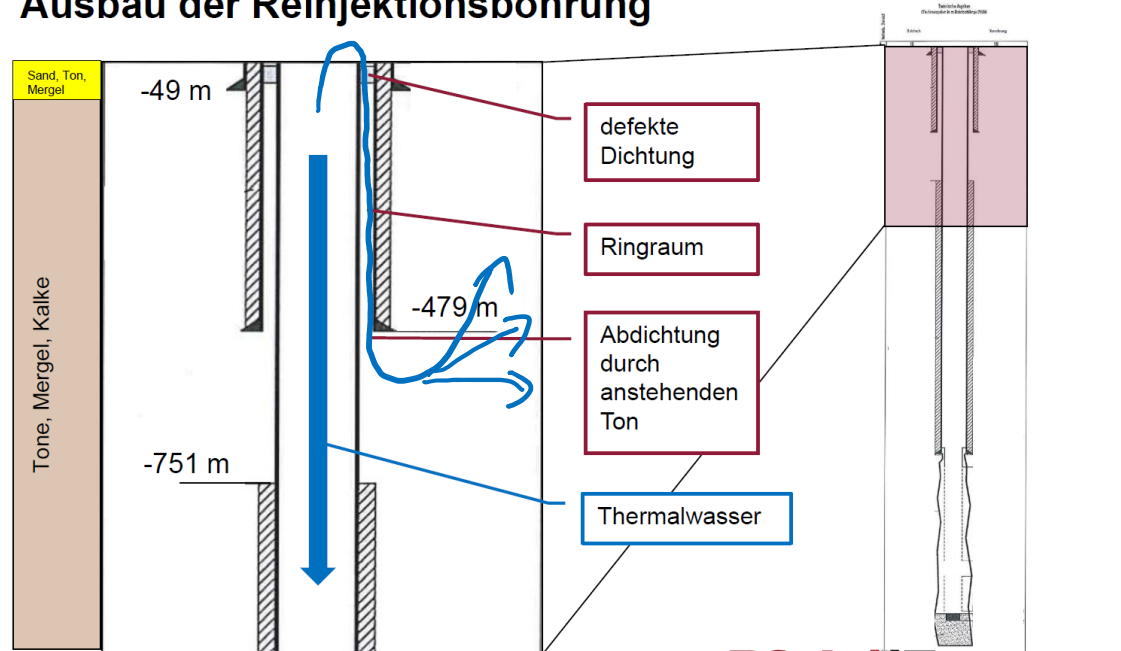 Ausbau der Reinjektionsbohrung
Sand, Ton,
Mergel
-49 m
defekte
Dichtung
Ringraum
-479 m
Abdichtung
durch
anstehenden
Ton
Tone, Mergel, Kalke
-751 m
Thermalwasser